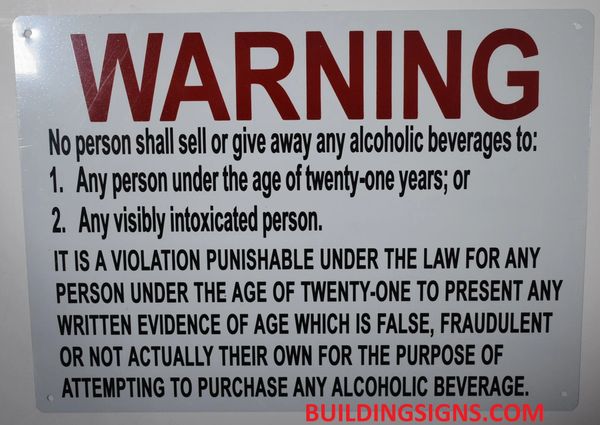 WARNING
No person shall sell or give away any alcoholic beverages to:
1. Any person under the age of twenty-one years; or
2. Any visibly intoxicated person.
IT IS A VIOLATION PUNISHABLE UNDER THE LAW FOR ANY
PERSON UNDER THE AGE OF TWENTY-ONE TO PRESENT ANY
WRITTEN EVIDENCE OF AGE WHICH IS FALSE, FRAUDULENT
OR NOT ACTUALLY THEIR OWN FOR THE PURPOSE OF
ATTEMPTING TO PURCHASE ANY ALCOHOLIC BEVERAGE.
BUILDINGSIGNS.COM